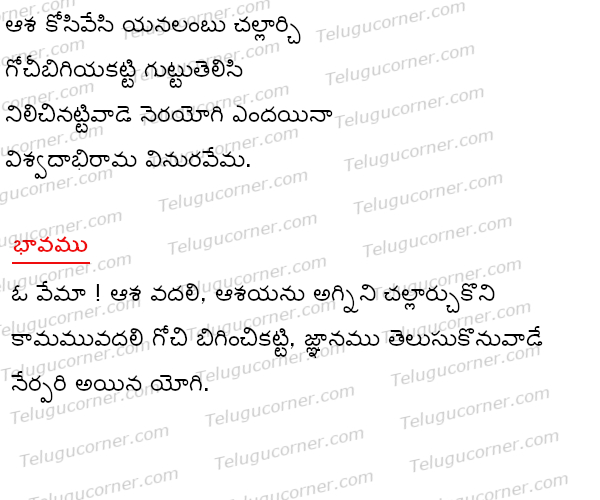 ఆశ కోసివేసి యనలంబు చల్లార్చి
గోచీబిగియకట్టి గుట్టుతెలిసి
నిలిచినట్టివాడె నెరయోగి ఎందయినా
విశ్వదాభిరామ వినురవేమ.
భావము
ఓ వేమా ! ఆశ వదలి, ఆశయను అగ్నిని చల్లార్చుకొని
కామమువదలి గోచి బిగించికట్టి, జ్ఞానము తెలుసుకొనువాడే
నేర్పరి అయిన యోగి.
Telugucorner.com